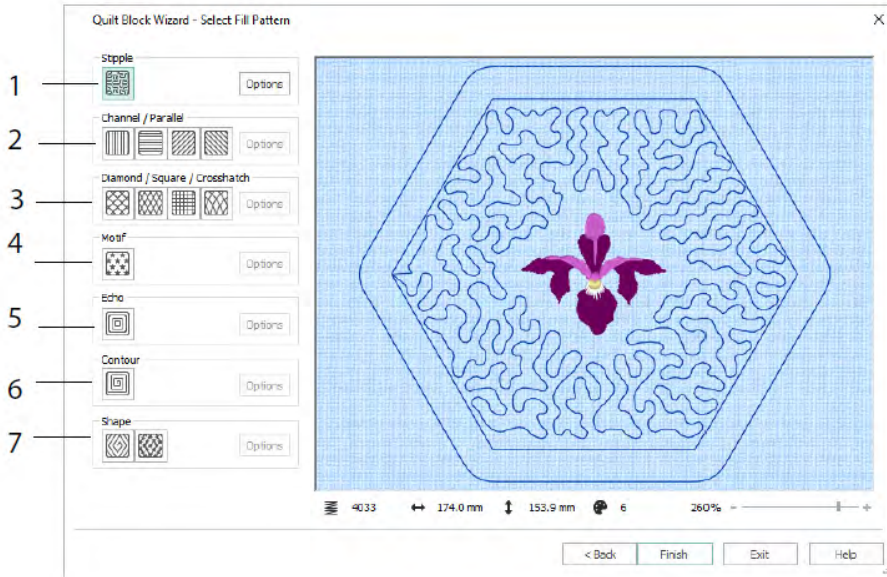 Quilt Block Wizard - Select Fill Pattern
Stipple
1
Options
Channel / Parallel
2
Options
Diamond / Square / Crosshatch
3
Options
4
Motif
Options
Echo
5
Options
Contour
6
Options
Shape
7
Options
4033 174.0 mm 153.9 mm 6 260% - +
< Back Finish Exit Help